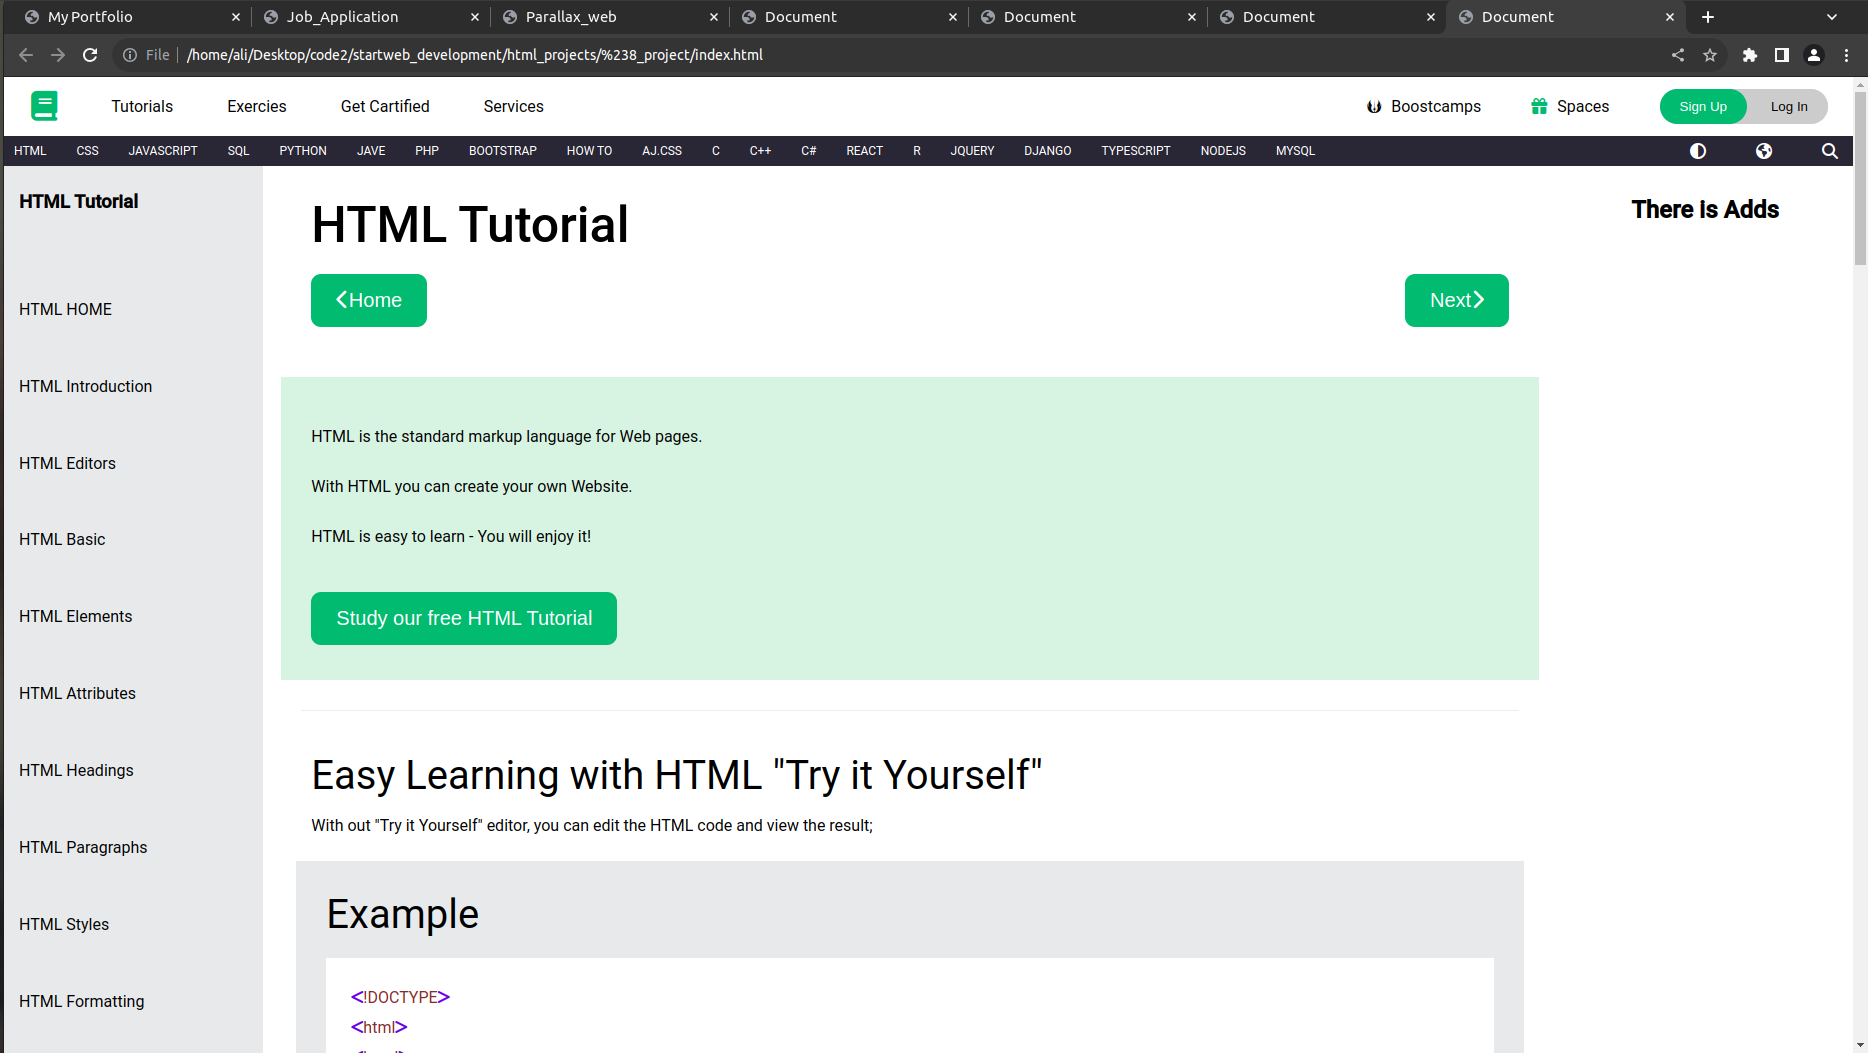 My Portfolio Job_Application Parallax_web Document Document Document Document
File /home/ali/Desktop/code2/startweb_development/html_projects/%238_project/index.html
Tutorials Exercies Get Cartified Services Boostcamps Spaces Sign Up Log In
HTML CSS JAVASCRIPT SQL PYTHON JAVE PHP BOOTSTRAP HOW TO AJ.CSS C C++ C# REACT R JQUERY DJANGO TYPESCRIPT NODEJS MYSQL
HTML Tutorial
HTML HOME
HTML Introduction
HTML Editors
HTML Basic
HTML Elements
HTML Attributes
HTML Headings
HTML Paragraphs
HTML Styles
HTML Formatting
HTML Tutorial
Home Next
HTML is the standard markup language for Web pages.
With HTML you can create your own Website.
HTML is easy to learn - You will enjoy it!
Study our free HTML Tutorial
Easy Learning with HTML "Try it Yourself"
With out "Try it Yourself" editor, you can edit the HTML code and view the result;
Example
<!DOCTYPE>
<html>
There is Adds